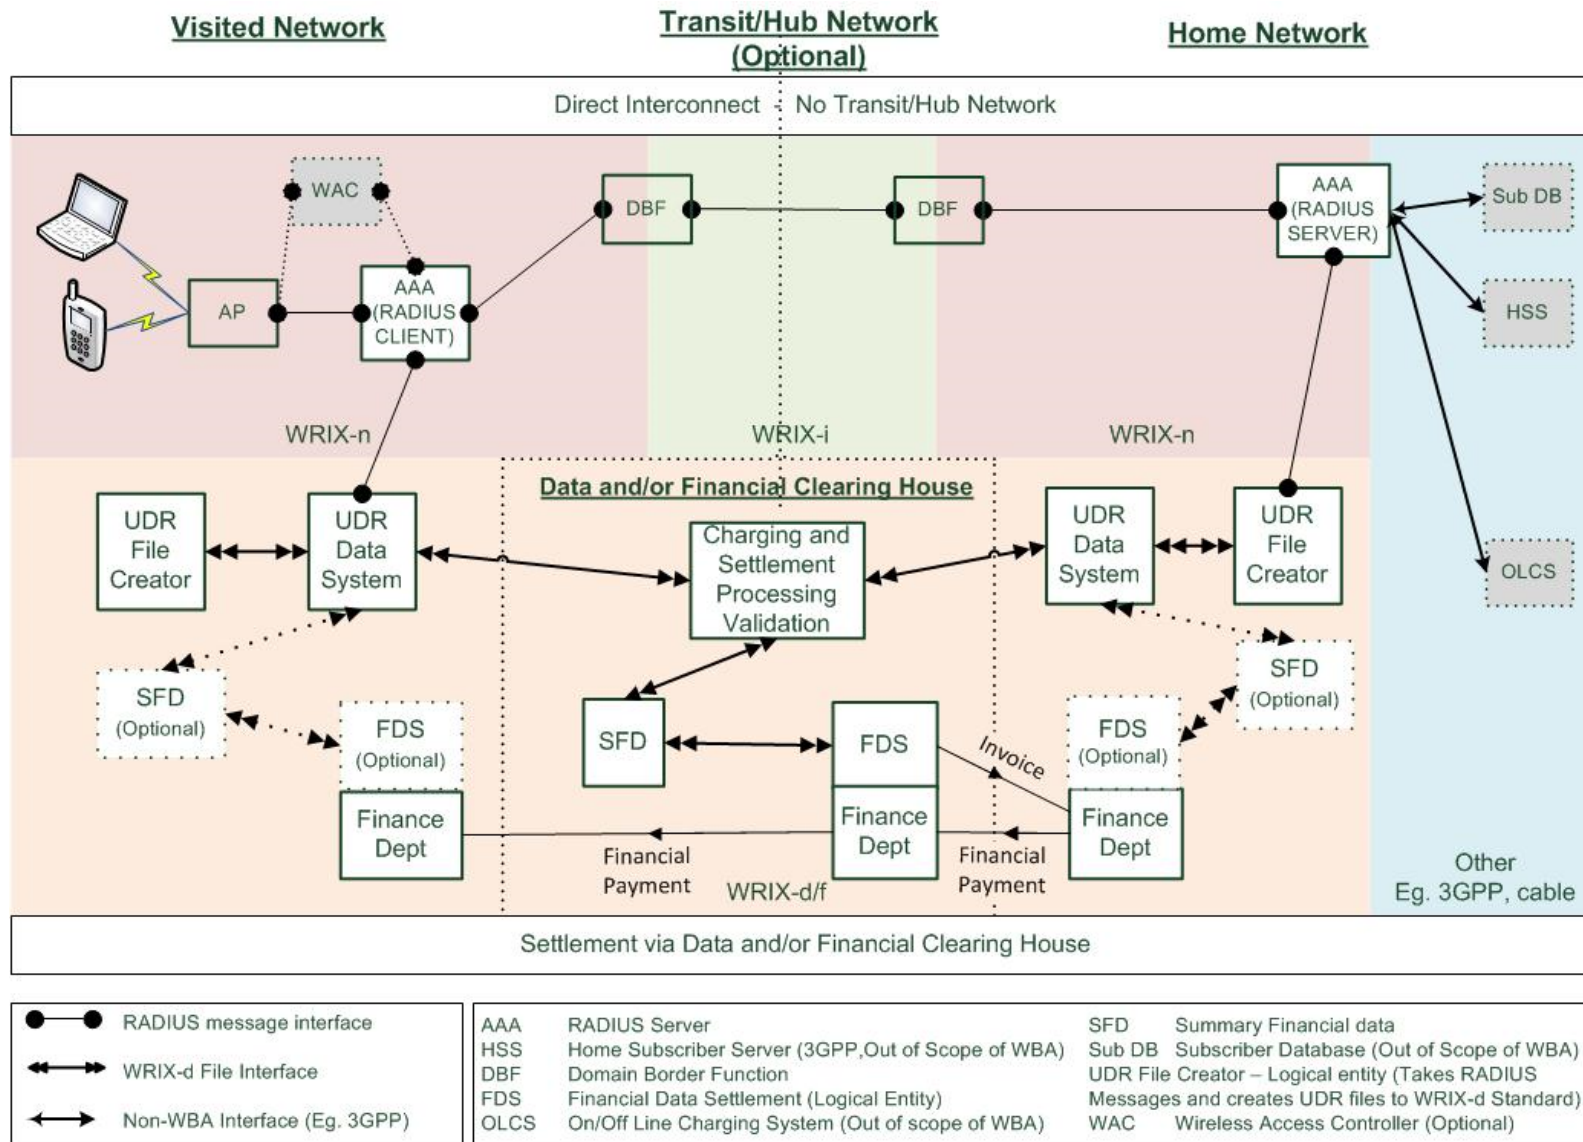 Visited Network
Transit/Hub Network
(Optional)
Home Network
Direct Interconnect - No Transit/Hub Network
WAC
DBF
DBF
AAA
(RADIUS
SERVER)
Sub DB
AP
AAA
(RADIUS
CLIENT)
HSS
WRIX-n
WRIX-i
WRIX-n
Data and/or Financial Clearing House
UDR
File
Creator
UDR
Data
System
Charging and
Settlement
Processing
Validation
UDR
Data
System
UDR
File
Creator
OLCS
SFD
(Optional)
FDS
(Optional)
SFD
FDS
Invoice
FDS
(Optional)
SFD
(Optional)
Finance
Dept
Financial
Payment
Finance
Dept
Financial
Payment
Finance
Dept
WRIX-d/f
Other
Eg. 3GPP, cable
Settlement via Data and/or Financial Clearing House
RADIUS message interface
WRIX-d File Interface
Non-WBA Interface (Eg. 3GPP)
AAA RADIUS Server
HSS Home Subscriber Server (3GPP,Out of Scope of WBA)
DBF Domain Border Function
FDS Financial Data Settlement (Logical Entity)
OLCS On/Off Line Charging System (Out of scope of WBA)
SFD Summary Financial data
Sub DB Subscriber Database (Out of Scope of WBA)
UDR File Creator – Logical entity (Takes RADIUS
Messages and creates UDR files to WRIX-d Standard)
WAC Wireless Access Controller (Optional)